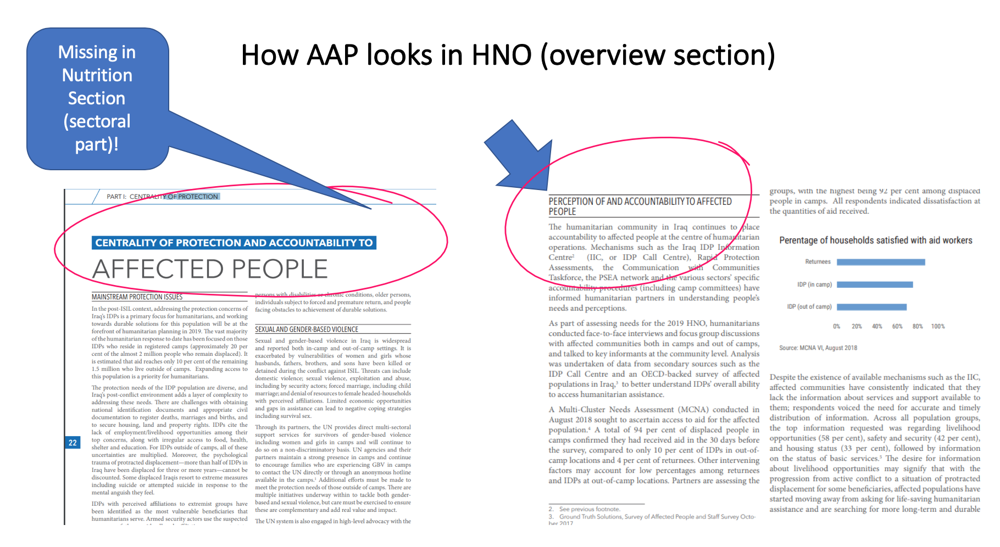 Missing in
Nutrition
Section
(sectoral
part)!
How AAP looks in HNO (overview section)
PART I: CENTRALITY OF PROTECTION
CENTRALITY OF PROTECTION AND ACCOUNTABILITY TO
AFFECTED PEOPLE
MAINSTREAM PROTECTION ISSUES
In the post-ISIL context, addressing the protection concerns of
Iraq's IDPs is a primary focus for humanitarians, and working
towards durable solutions for this population will be at the
forefront of humanitarian planning in 2019. The vast majority
of the humanitarian response to date has been focused on those
IDPs who reside in registered camps (approximately 20 per
cent of the almost 2 million people who remain displaced). It
is estimated that aid reaches only 10 per cent of the remaining
1.5 million who live outside of camps. Expanding access to
this population is a priority for humanitarians.
The protection needs of the IDP population are diverse, and
Iraq's post-conflict environment adds a layer of complexity to
addressing these needs. There are challenges with obtaining
national identification documents and appropriate civil
documentation to register deaths, marriages and births, and
to secure housing, land and property rights. IDPs cite the
lack of employment/livelihood opportunities among their
top concerns, along with irregular access to food, health,
shelter and education. For IDPs outside of camps, all of these
uncertainties are multiplied. Moreover, the psychological
trauma of protracted displacement—more than half of IDPs in
Iraq have been displaced for three or more years—cannot be
discounted. Some displaced Iraqis resort to extreme measures
including suicide or attempted suicide in response to the
mental anguish they feel.
IDPs with perceived affiliations to extremist groups have
been identified as the most vulnerable beneficiaries that
humanitarians serve. Armed security actors use the suspected
22
persons with disabilities or chronic conditions, older persons,
individuals subject to forced and premature return, and people
facing obstacles to achievement of durable solutions.
SEXUAL AND GENDER-BASED VIOLENCE
Sexual and gender-based violence in Iraq is widespread
and reported both in-camp and out-of-camp settings. It is
exacerbated by vulnerabilities of women and girls whose
husbands, fathers, brothers, and sons have been killed or
detained during the conflict against ISIL. Threats can include
domestic violence; sexual violence, exploitation and abuse,
including by security actors; forced marriage, including child
marriage; and denial of resources to female headed-households
with perceived affiliations. Limited economic opportunities
and gaps in assistance can lead to negative coping strategies
including survival sex.
Through its partners, the UN provides direct multi-sectoral
support services for survivors of gender-based violence
including women and girls in camps and will continue to
do so on a non-discriminatory basis. UN agencies and their
partners maintain a strong presence in camps and continue
to encourage families who are experiencing GBV in camps
to contact the UN directly or through an anonymous hotline
available in the camps.¹ Additional efforts must be made to
meet the protection needs of those outside of camps. There are
multiple initiatives underway within to tackle both gender-
based and sexual violence, but care must be exercised to ensure
these are complementary and add real value and impact.
The UN system is also engaged in high-level advocacy with the
PERCEPTION OF AND ACCOUNTABILITY TO AFFECTED
PEOPLE
The humanitarian community in Iraq continues to place
accountability to affected people at the centre of humanitarian
operations. Mechanisms such as the Iraq IDP Information
Centre² (IIC, or IDP Call Centre), Rapid Protection
Assessments, the Communication with Communities
Taskforce, the PSEA network and the various sectors' specific
accountability procedures (including camp committees) have
informed humanitarian partners in understanding people's
needs and perceptions.
As part of assessing needs for the 2019 HNO, humanitarians
conducted face-to-face interviews and focus group discussions
with affected communities both in camps and out of camps,
and talked to key informants at the community level. Analysis
was undertaken of data from secondary sources such as the
IDP Call Centre and an OECD-backed survey of affected
populations in Iraq,³ to better understand IDPs' overall ability
to access humanitarian assistance.
A Multi-Cluster Needs Assessment (MCNA) conducted in
August 2018 sought to ascertain access to aid for the affected
population.⁴ A total of 94 per cent of displaced people in
camps confirmed they had received aid in the 30 days before
the survey, compared to only 10 per cent of IDPs in out-of-
camp locations and 4 per cent of returnees. Other intervening
factors may account for low percentages among returnees
and IDPs at out-of-camp locations. Partners are assessing the
2. See previous footnote.
3. Ground Truth Solutions, Survey of Affected People and Staff Survey Octo-
ber 2017
groups, with the highest being 92 per cent among displaced
people in camps. All respondents indicated dissatisfaction at
the quantities of aid received.
Perentage of households satisfied with aid workers
Returnees
IDP (in camp)
IDP (out of camp)
0% 20% 40% 60% 80% 100%
Source: MCNA VI, August 2018
Despite the existence of available mechanisms such as the IIC,
affected communities have consistently indicated that they
lack the information about services and support available to
them; respondents voiced the need for accurate and timely
distribution of information. Across all population groups,
the top information requested was regarding livelihood
opportunities (58 per cent), safety and security (42 per cent),
and housing status (33 per cent), followed by information
on the status of basic services.⁵ The desire for information
about livelihood opportunities may signify that with the
progression from active conflict to a situation of protracted
displacement for some beneficiaries, affected populations have
started moving away from asking for life-saving humanitarian
assistance and are searching for more long-term and durable